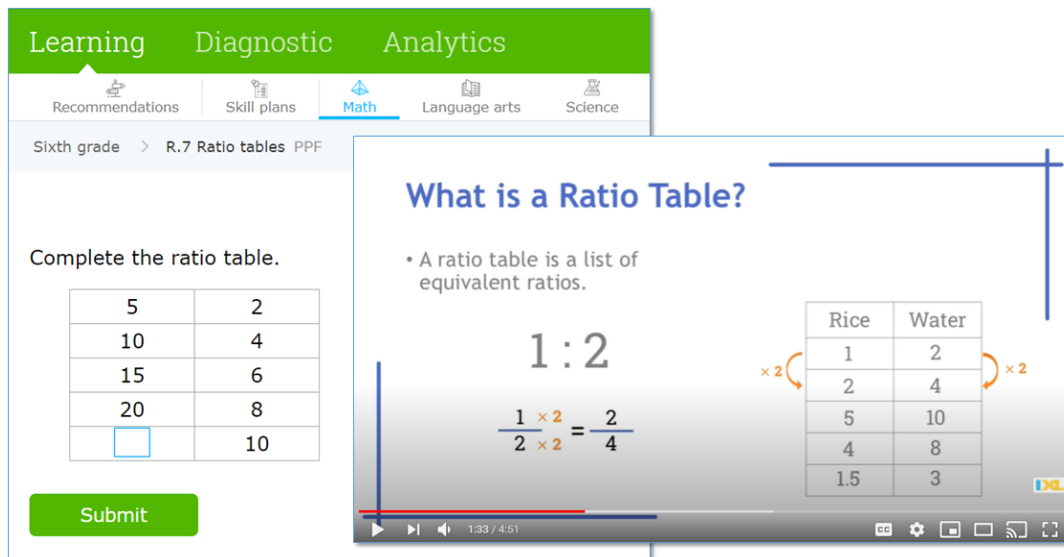 Learning Diagnostic Analytics
Recommendations Skill plans Math Language arts Science
Sixth grade > R.7 Ratio tables PPF
Complete the ratio table.
5 2
10 4
15 6
20 8
10
Submit
What is a Ratio Table?
• A ratio table is a list of
equivalent ratios.
1 : 2
1 × 2 = 2
2 × 2 4
Rice Water
1 2
× 2 × 2
2 4
5 10
4 8
1.5 3
IXL
1:33 / 4:51
CC